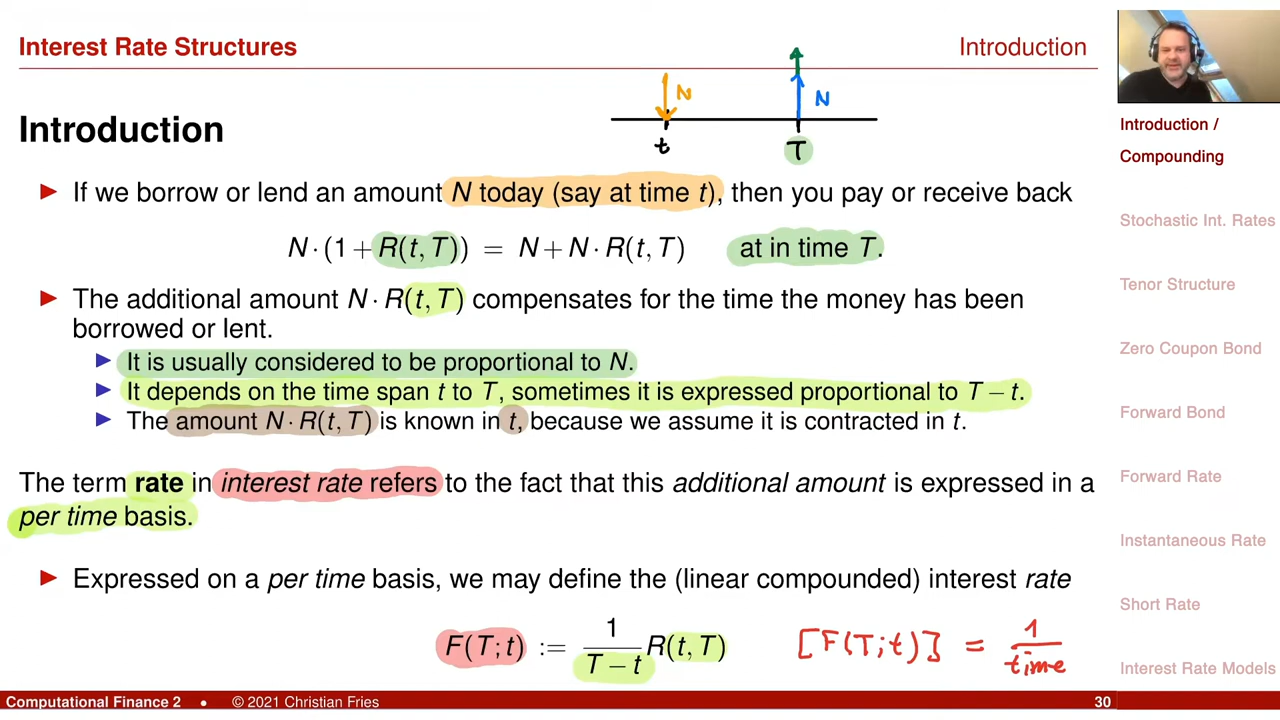 Interest Rate Structures
Introduction
N
N
t
T
Introduction
If we borrow or lend an amount N today (say at time t), then you pay or receive back
N · (1 + R(t, T)) = N + N · R(t, T) at in time T.
The additional amount N · R(t, T) compensates for the time the money has been
borrowed or lent.
It is usually considered to be proportional to N.
It depends on the time span t to T, sometimes it is expressed proportional to T − t.
The amount N · R(t, T) is known in t, because we assume it is contracted in t.
The term rate in interest rate refers to the fact that this additional amount is expressed in a
per time basis.
Expressed on a per time basis, we may define the (linear compounded) interest rate
F(T; t) := 1 / (T − t) R(t, T)
[F(T;t)] = 1 / time
Introduction /
Compounding
Stochastic Int. Rates
Tenor Structure
Zero Coupon Bond
Forward Bond
Forward Rate
Instantaneous Rate
Short Rate
Interest Rate Models
Computational Finance 2 • © 2021 Christian Fries
30